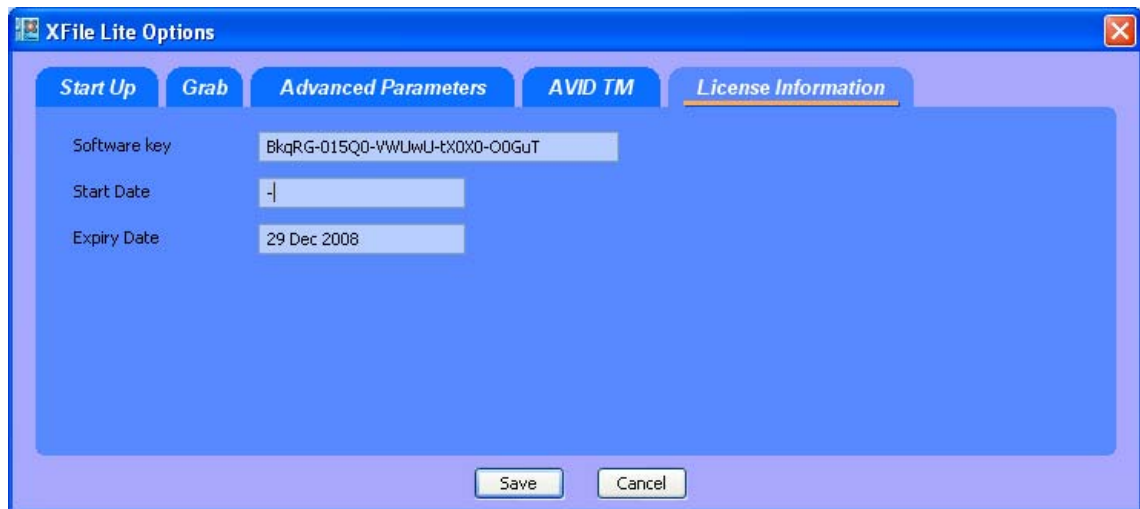 XFile Lite Options
Start Up Grab Advanced Parameters AVID TM License Information
Software key BkqRG-015Q0-VWUwU-tX0X0-O0GuT
Start Date -
Expiry Date 29 Dec 2008
Save Cancel